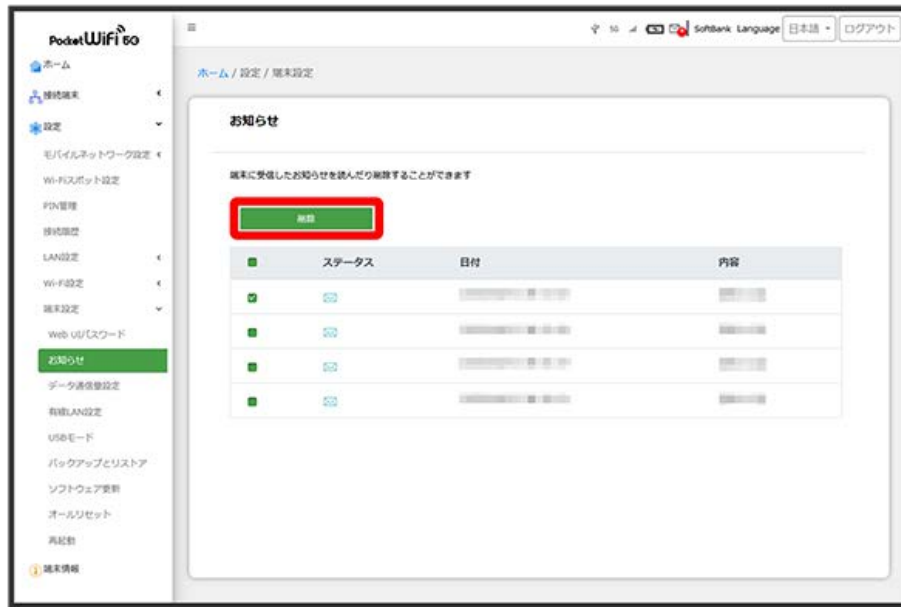 Pocket WiFi 5G
5G
SoftBank Language 日本語 ログアウト
ホーム
接続端末
設定
モバイルネットワーク設定
Wi-Fiスポット設定
PIN管理
接続履歴
LAN設定
Wi-Fi設定
端末設定
Web UIパスワード
お知らせ
データ通信量設定
有線LAN設定
USBモード
バックアップとリストア
ソフトウェア更新
オールリセット
再起動
端末情報
ホーム / 設定 / 端末設定
お知らせ
端末に受信したお知らせを読んだり削除することができます
削除
ステータス 日付 内容